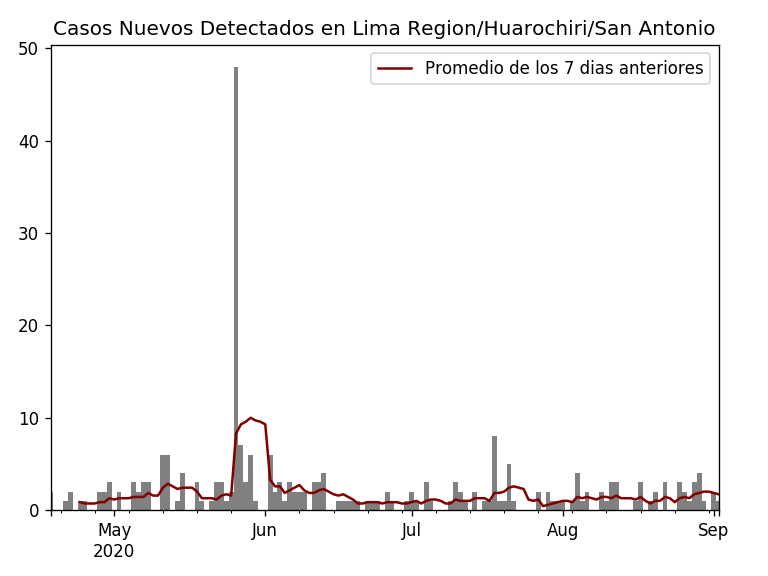 Casos Nuevos Detectados en Lima Region/Huarochiri/San Antonio
Promedio de los 7 dias anteriores
50
40
30
20
10
0
May Jun Jul Aug Sep
2020